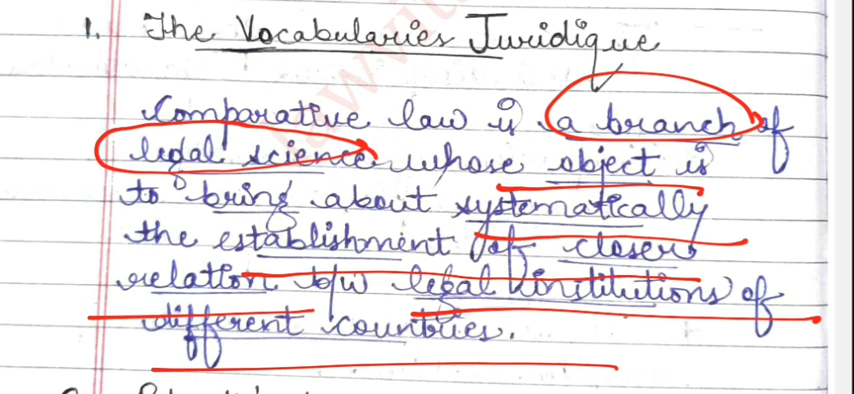 1. The Vocabularies Juridique
Comparative law is a branch of
legal science whose object is
to bring about systematically
the establishment of closer
relation b/w legal institutions of
different countries.